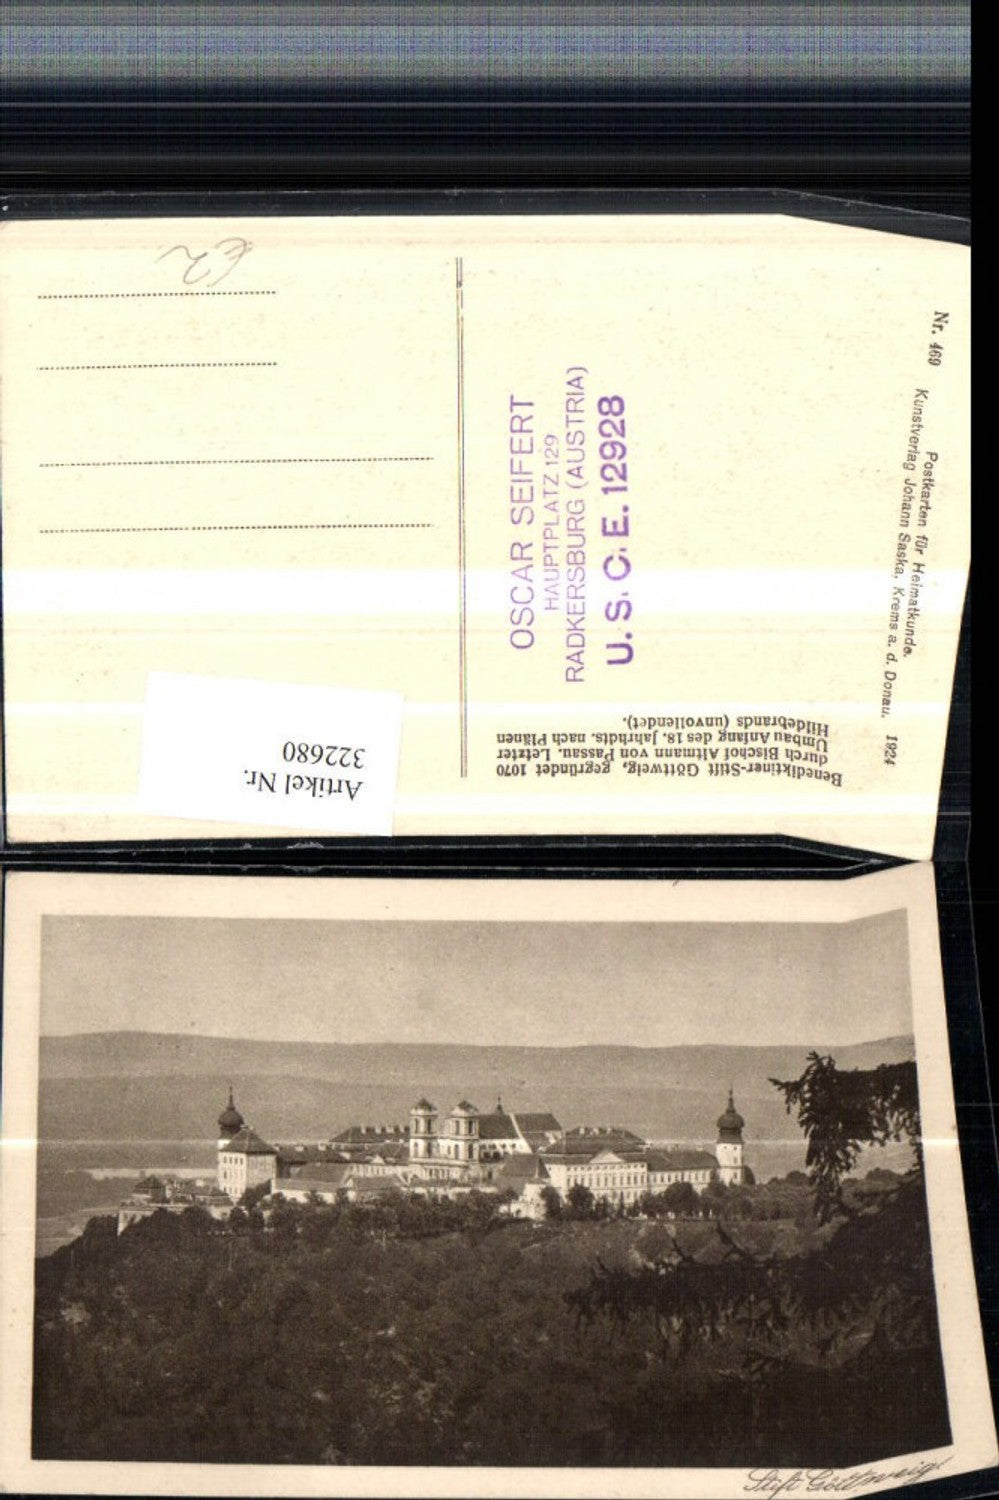 €2
Nr. 469
Postkarten für Heimatkunde.
Kunstverlag Johann Saska, Krems a. d. Donau. 1924
OSCAR SEIFERT
HAUPTPLATZ 129
RADKERSBURG (AUSTRIA)
U. S. C. E. 12928
Benediktiner-Stift Göttweig, gegründet 1070
durch Bischof Altmann von Passau. Letzter
Umbau Anfang des 18. Jahrhdts. nach Plänen
Hildebrands (unvollendet).
Artikel Nr.
322680
Stift Göttweig